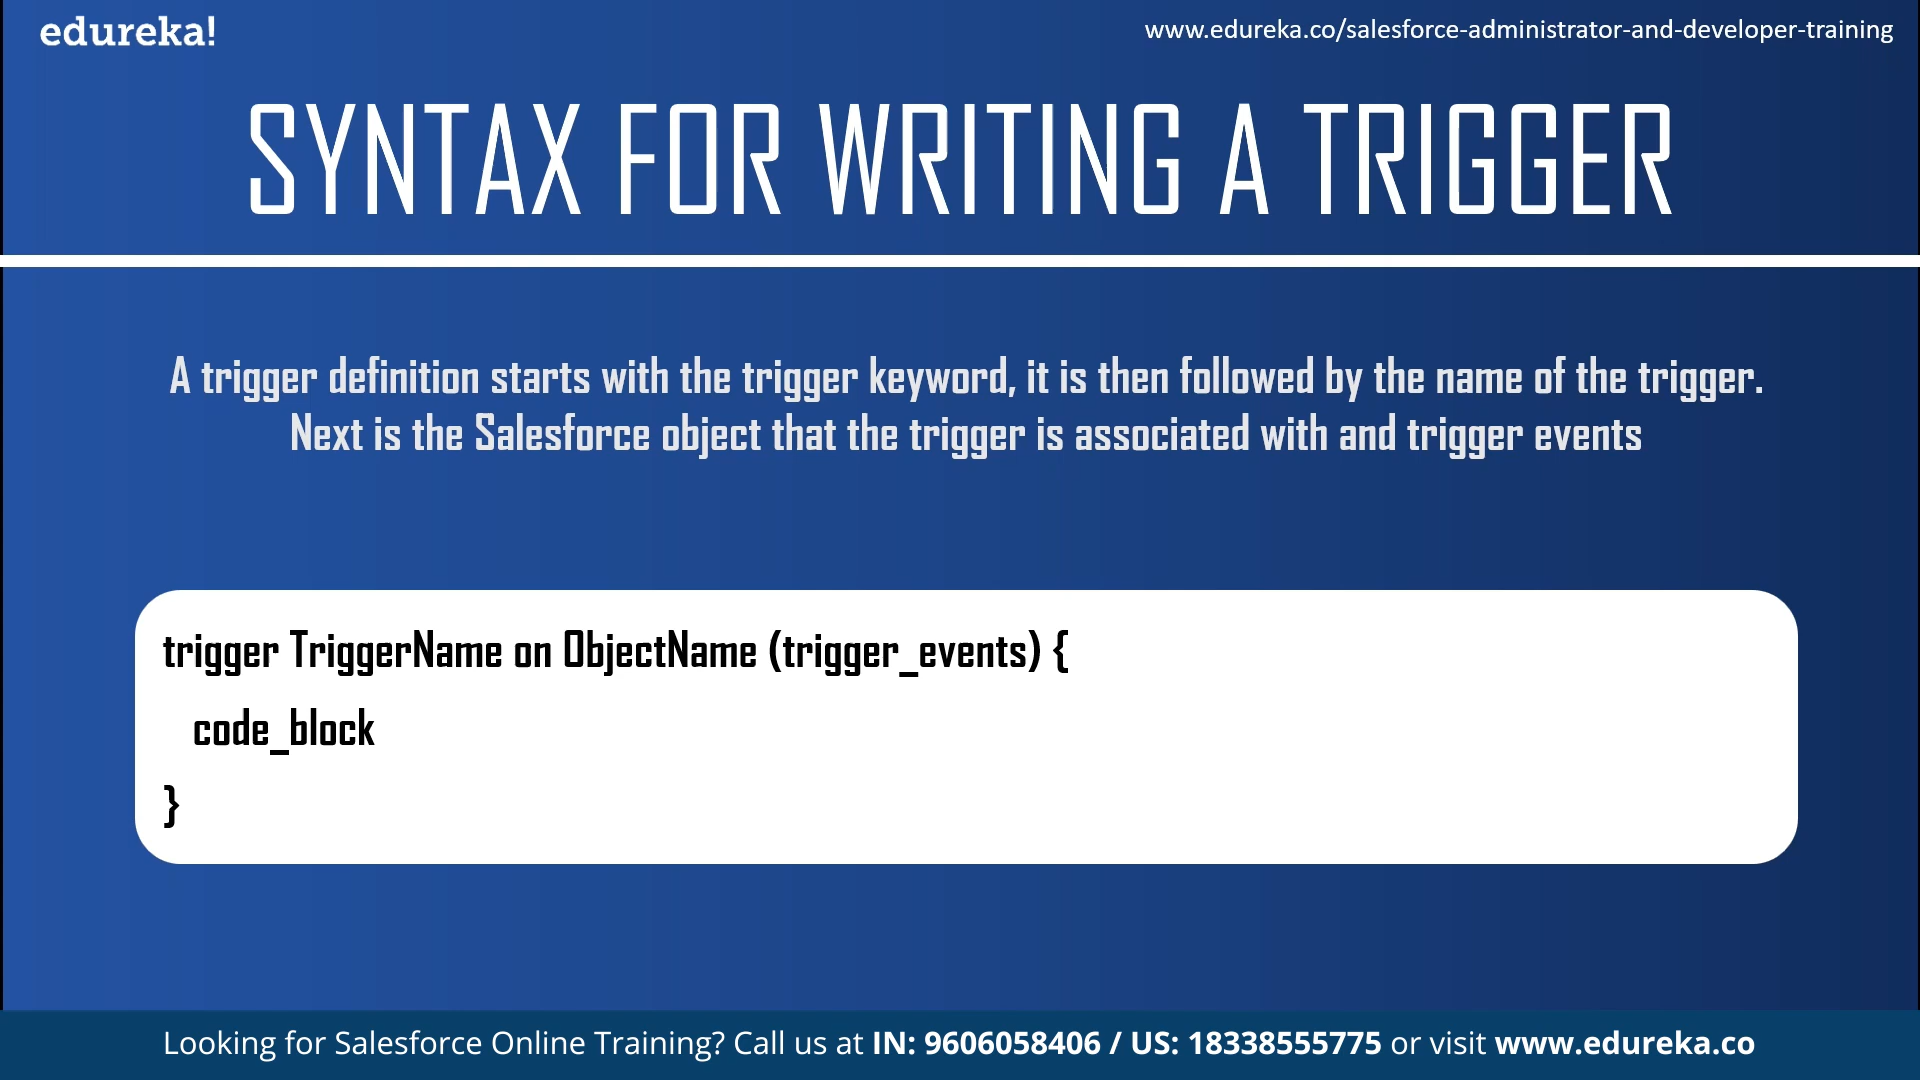 edureka!
www.edureka.co/salesforce-administrator-and-developer-training
SYNTAX FOR WRITING A TRIGGER
A trigger definition starts with the trigger keyword, it is then followed by the name of the trigger.
Next is the Salesforce object that the trigger is associated with and trigger events
trigger TriggerName on ObjectName (trigger_events) {
code_block
}
Looking for Salesforce Online Training? Call us at IN: 9606058406 / US: 18338555775 or visit www.edureka.co